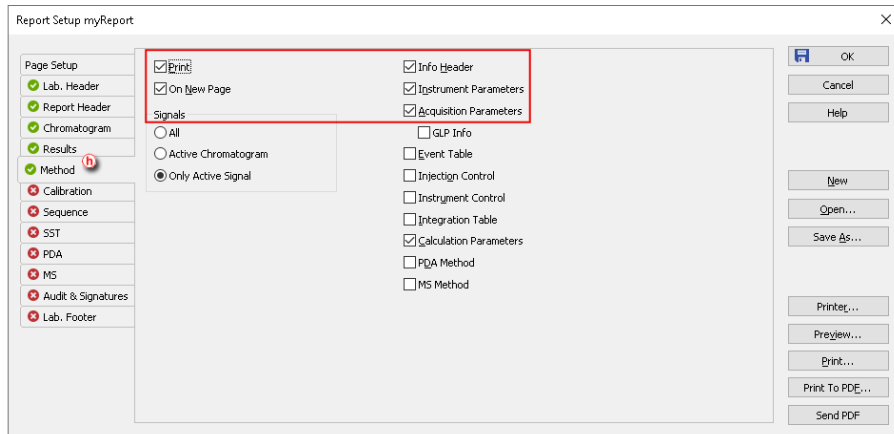 Report Setup myReport
Page Setup
Lab. Header
Report Header
Chromatogram
Results
Method
h
Calibration
Sequence
SST
PDA
MS
Audit & Signatures
Lab. Footer
Print
On New Page
Signals
All
Active Chromatogram
Only Active Signal
Info Header
Instrument Parameters
Acquisition Parameters
GLP Info
Event Table
Injection Control
Instrument Control
Integration Table
Calculation Parameters
PDA Method
MS Method
OK
Cancel
Help
New
Open...
Save As...
Printer...
Preview...
Print...
Print To PDF...
Send PDF